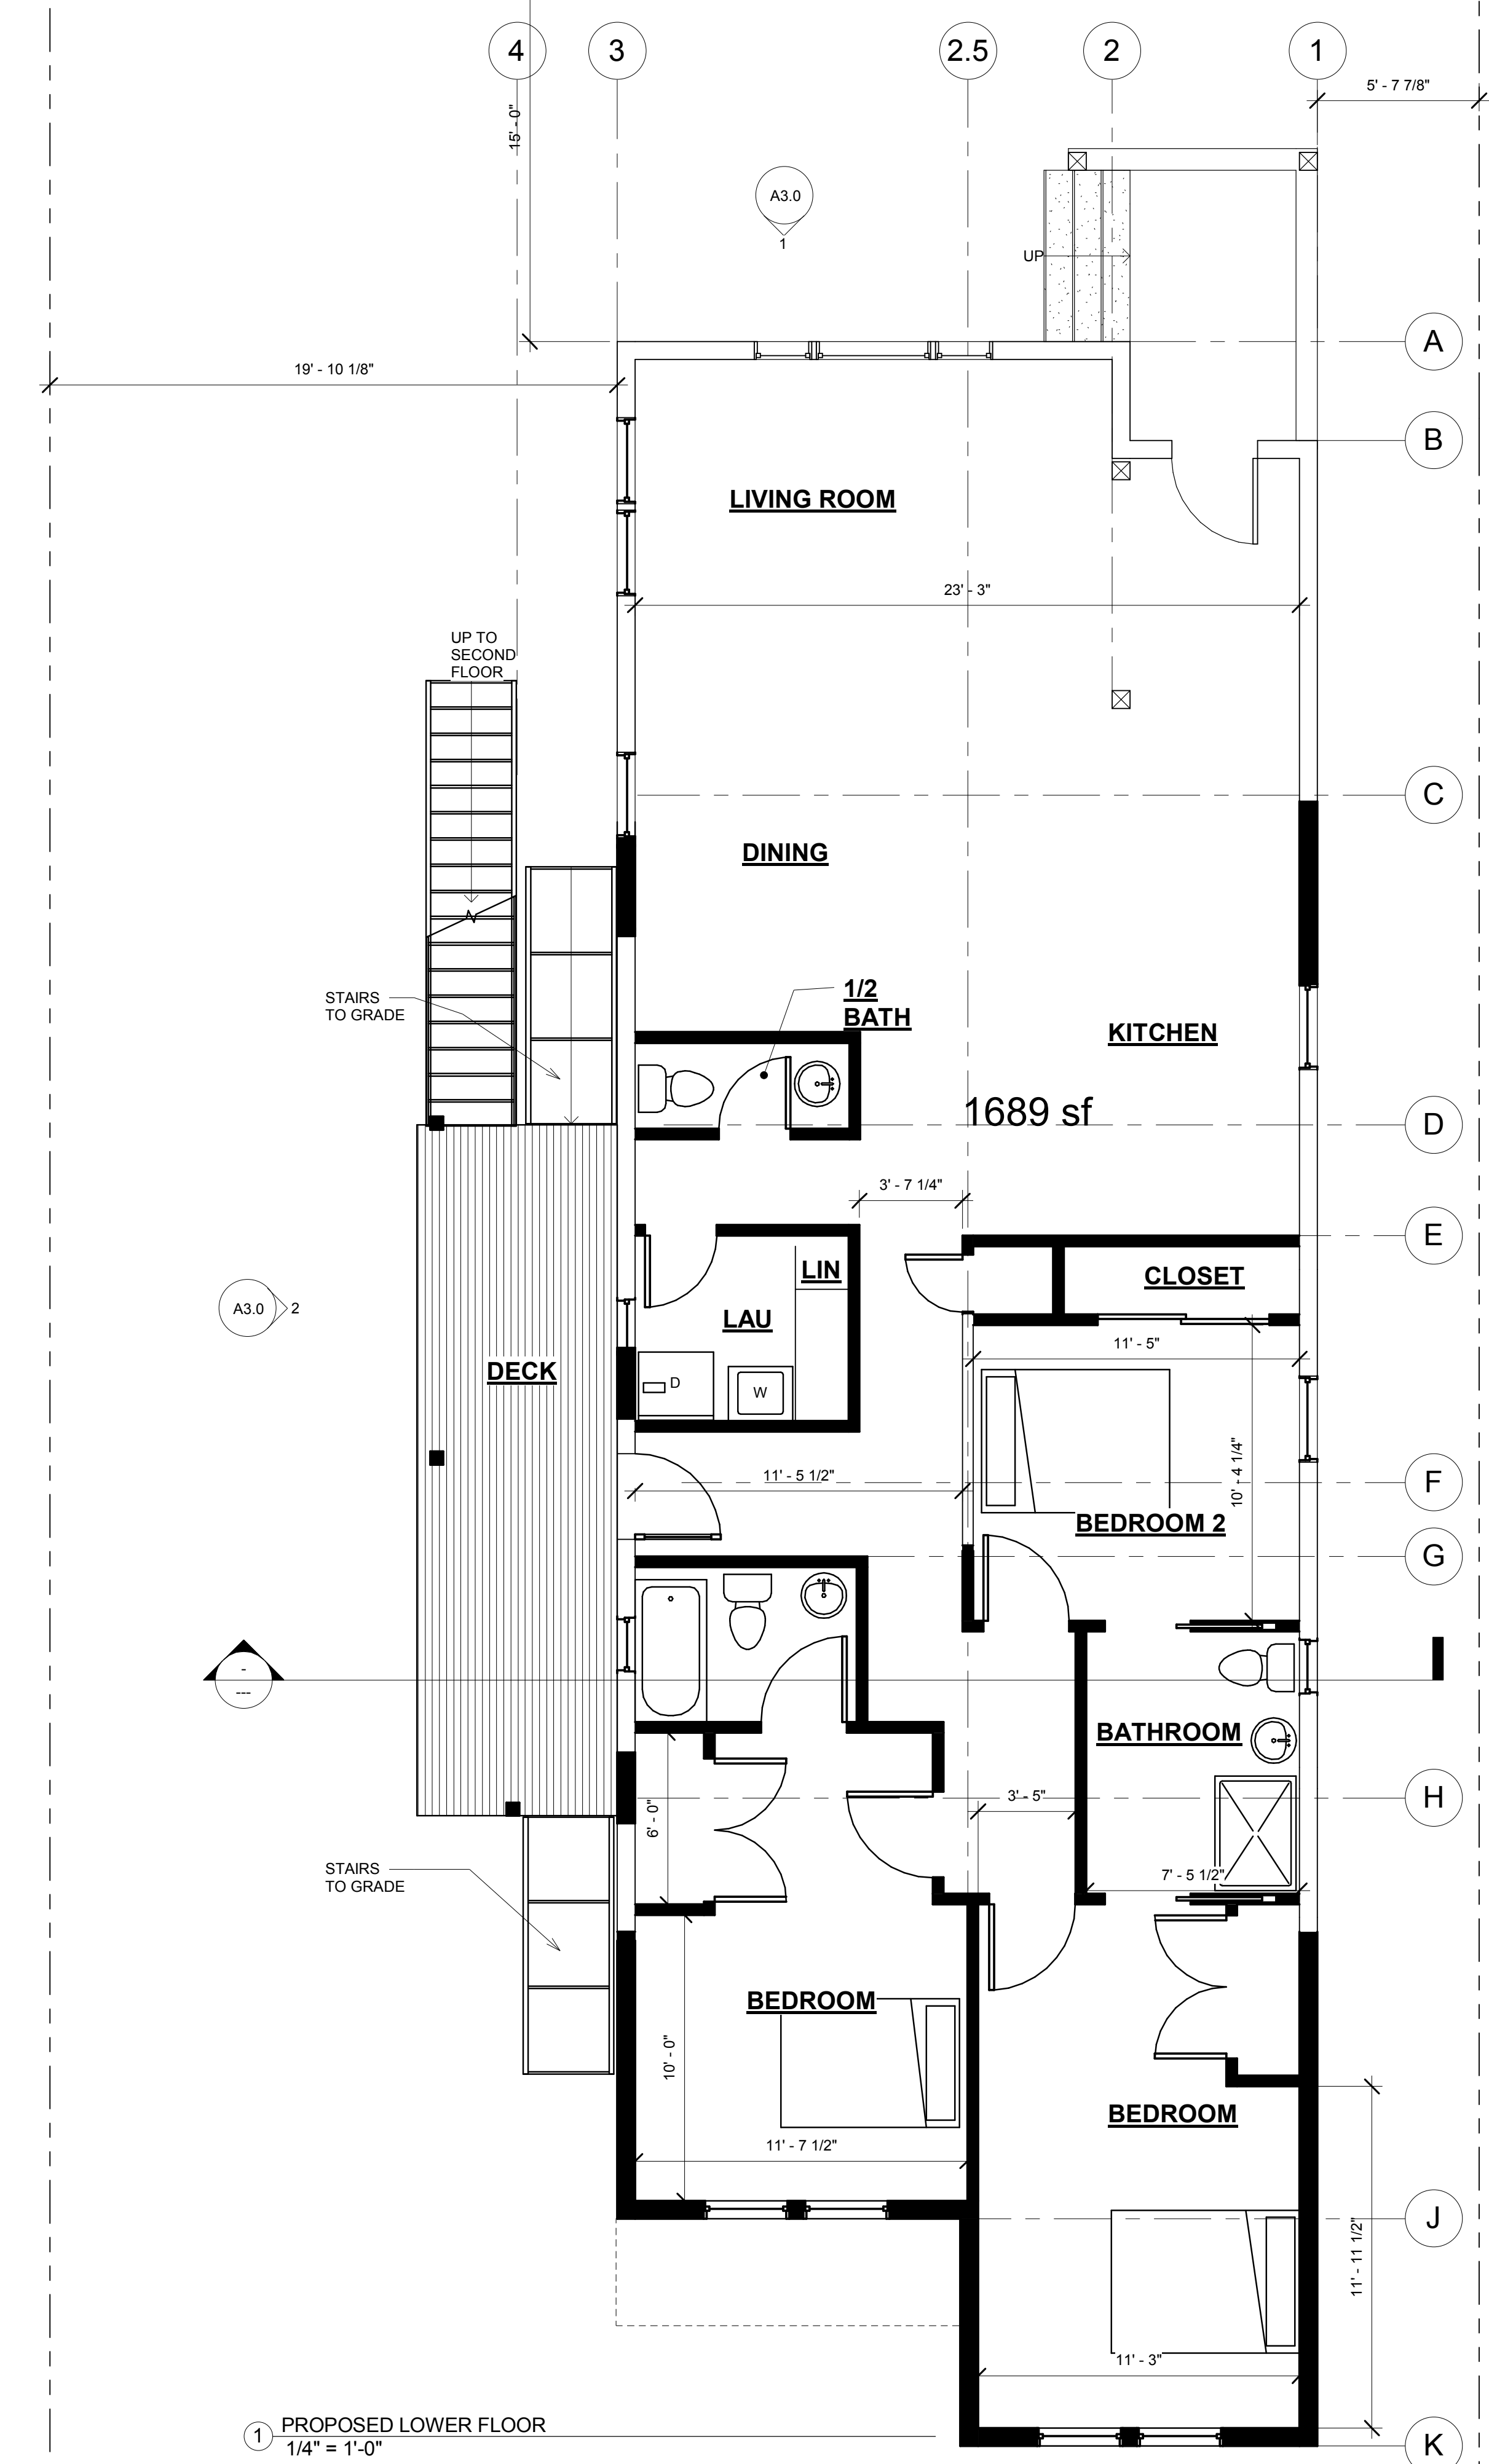 4
3
2.5
2
1
5' - 7 7/8"
15' - 0"
A3.0
1
UP
A
19' - 10 1/8"
B
LIVING ROOM
23' - 3"
UP TO
SECOND
FLOOR
C
DINING
STAIRS
TO GRADE
1/2
BATH
KITCHEN
1689 sf
D
3' - 7 1/4"
E
LIN
CLOSET
A3.0
2
LAU
DECK
11' - 5"
D
W
11' - 5 1/2"
10' - 4 1/4"
F
BEDROOM 2
G
-
---
BATHROOM
H
3' - 5"
6' - 0"
STAIRS
TO GRADE
7' - 5 1/2"
BEDROOM
10' - 0"
BEDROOM
11' - 7 1/2"
J
11' - 11 1/2"
11' - 3"
1
PROPOSED LOWER FLOOR
1/4" = 1'-0"
K